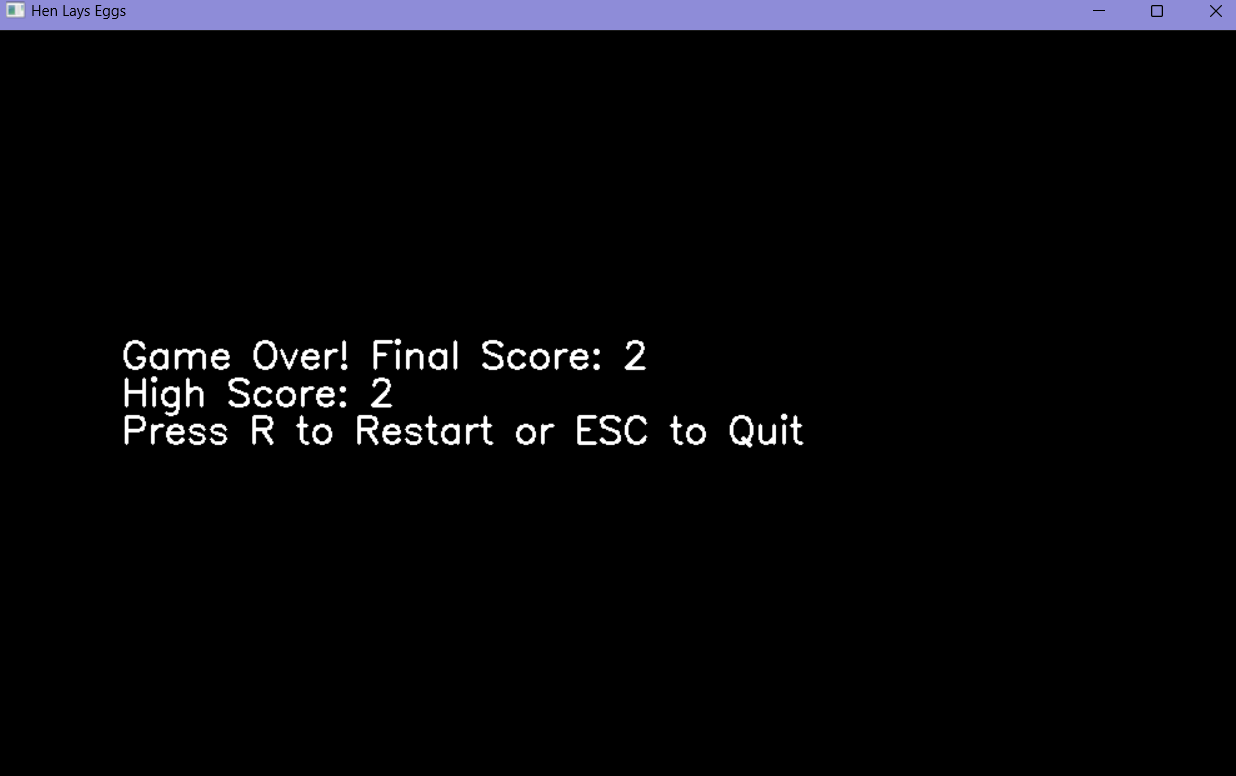 Hen Lays Eggs
Game Over! Final Score: 2
High Score: 2
Press R to Restart or ESC to Quit